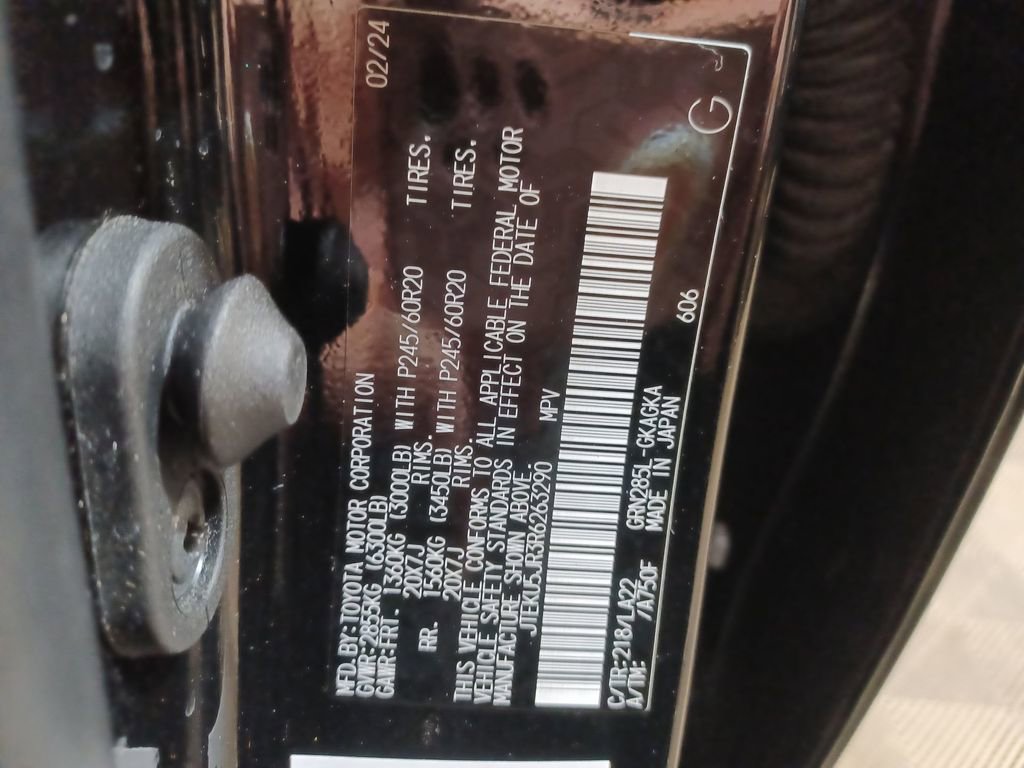 MFD. BY: TOYOTA MOTOR CORPORATION 02/24
GVWR: 2855KG (6300LB)
GAWR: FRT. 1360KG (3000LB) WITH P245/60R20 TIRES.
20X7J RIMS.
RR. 1560KG (3450LB) WITH P245/60R20 TIRES.
20X7J RIMS.
THIS VEHICLE CONFORMS TO ALL APPLICABLE FEDERAL MOTOR
VEHICLE SAFETY STANDARDS IN EFFECT ON THE DATE OF
MANUFACTURE SHOWN ABOVE.
JTEKU5JR3R6263290 MPV
C/TR: 218/LA22 GRN285L-GKAGKA
A/TM: /A750F MADE IN JAPAN
606
G